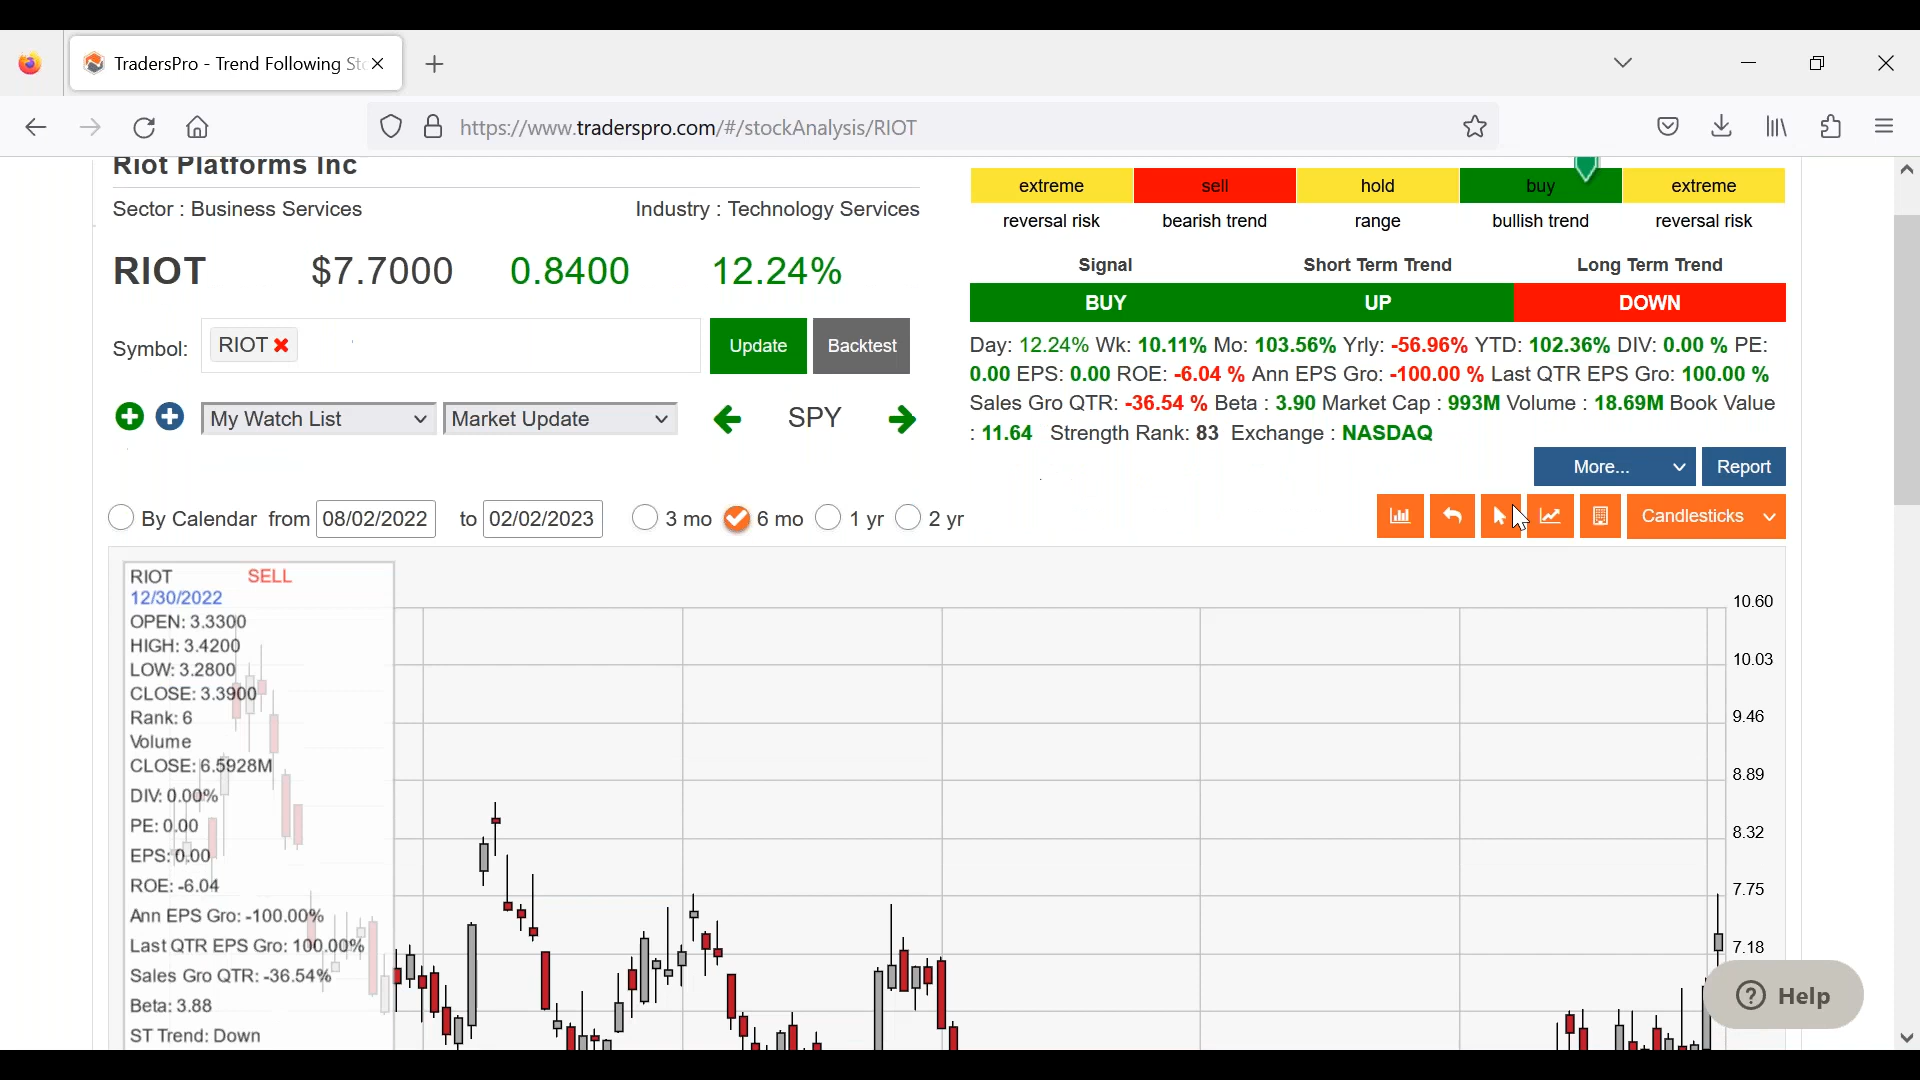 TradersPro - Trend Following Sto
https://www.traderspro.com/#/stockAnalysis/RIOT
Riot Platforms Inc
Sector : Business Services
Industry : Technology Services
RIOT $7.7000 0.8400 12.24%
Symbol: RIOT Update Backtest
My Watch List Market Update SPY
extreme sell hold buy extreme
reversal risk bearish trend range bullish trend reversal risk
Signal Short Term Trend Long Term Trend
BUY UP DOWN
Day: 12.24% Wk: 10.11% Mo: 103.56% Yrly: -56.96% YTD: 102.36% DIV: 0.00 % PE:
0.00 EPS: 0.00 ROE: -6.04 % Ann EPS Gro: -100.00 % Last QTR EPS Gro: 100.00 %
Sales Gro QTR: -36.54 % Beta : 3.90 Market Cap : 993M Volume : 18.69M Book Value
: 11.64 Strength Rank: 83 Exchange : NASDAQ
More... Report
By Calendar from 08/02/2022 to 02/02/2023 3 mo 6 mo 1 yr 2 yr
Candlesticks
RIOT SELL
12/30/2022
OPEN: 3.3300
HIGH: 3.4200
LOW: 3.2800
CLOSE: 3.3900
Rank: 6
Volume
CLOSE: 6.5928M
DIV: 0.00%
PE: 0.00
EPS: 0.00
ROE: -6.04
Ann EPS Gro: -100.00%
Last QTR EPS Gro: 100.00%
Sales Gro QTR: -36.54%
Beta: 3.88
ST Trend: Down
10.60
10.03
9.46
8.89
8.32
7.75
7.18
Help